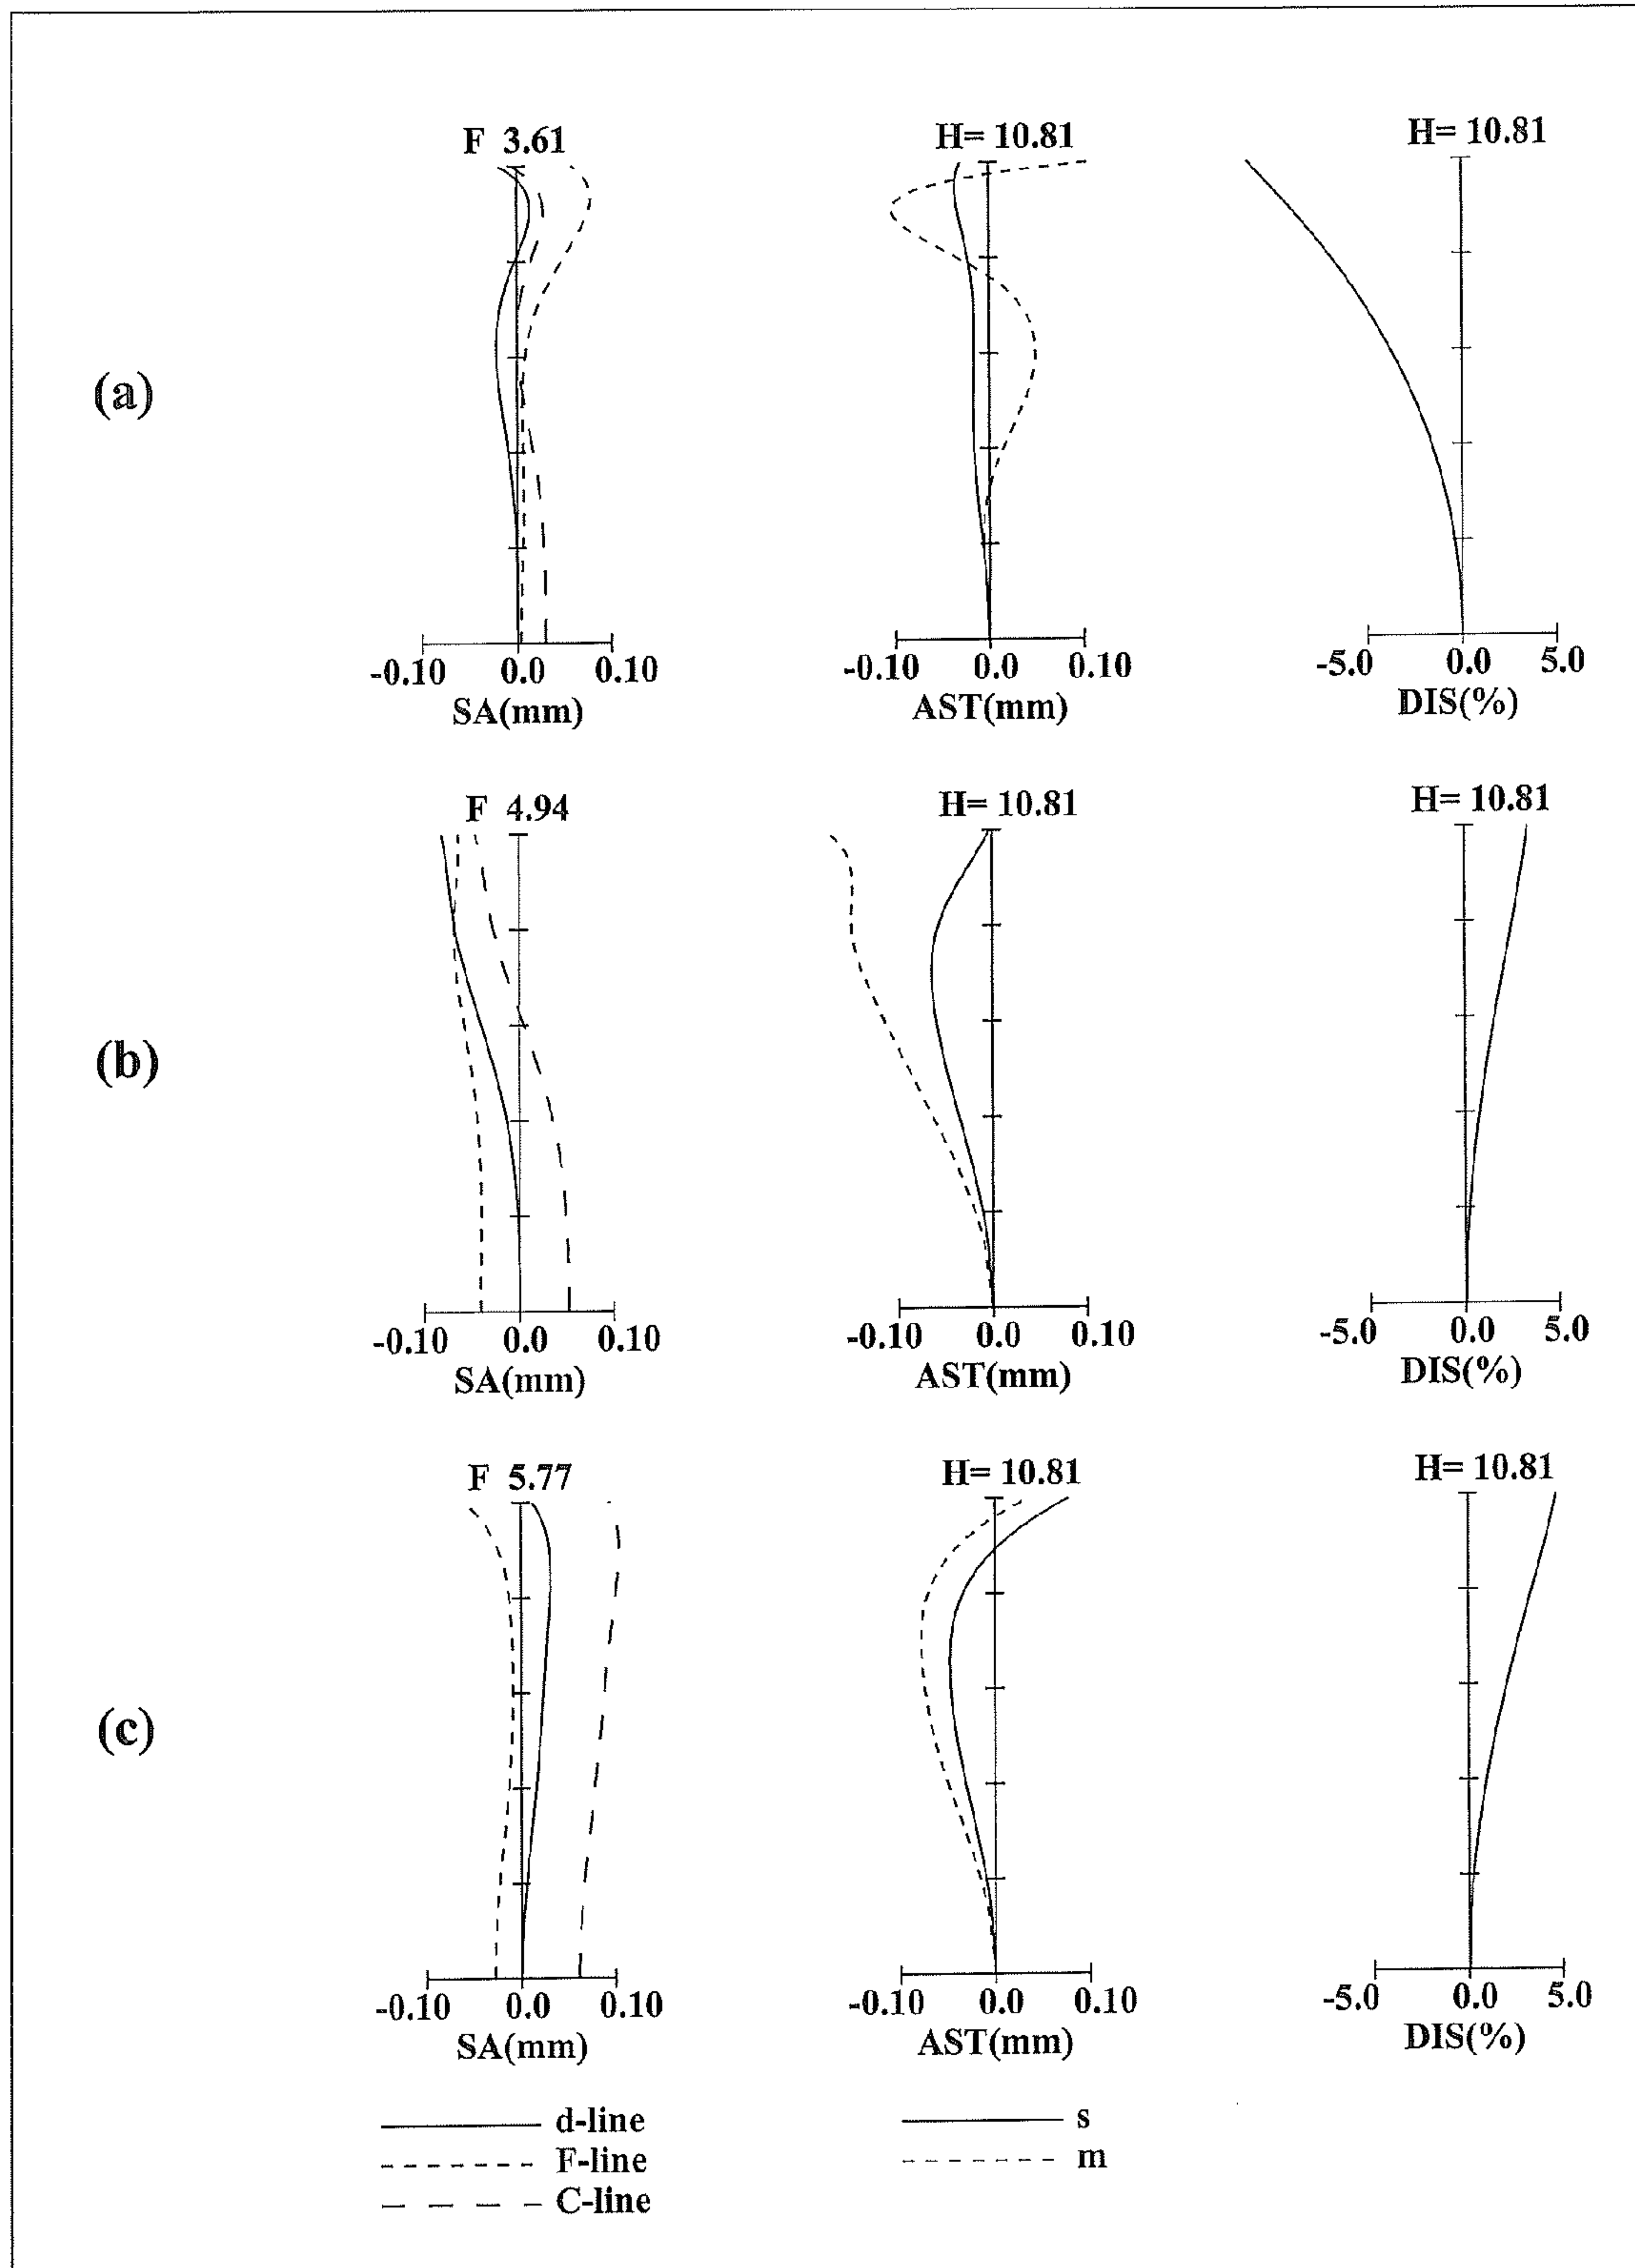 F 3.61 H= 10.81 H= 10.81
(a)
-0.10 0.0 0.10 -0.10 0.0 0.10 -5.0 0.0 5.0
SA(mm) AST(mm) DIS(%)
F 4.94 H= 10.81 H= 10.81
(b)
-0.10 0.0 0.10 -0.10 0.0 0.10 -5.0 0.0 5.0
SA(mm) AST(mm) DIS(%)
F 5.77 H= 10.81 H= 10.81
(c)
-0.10 0.0 0.10 -0.10 0.0 0.10 -5.0 0.0 5.0
SA(mm) AST(mm) DIS(%)
d-line s
F-line m
C-line